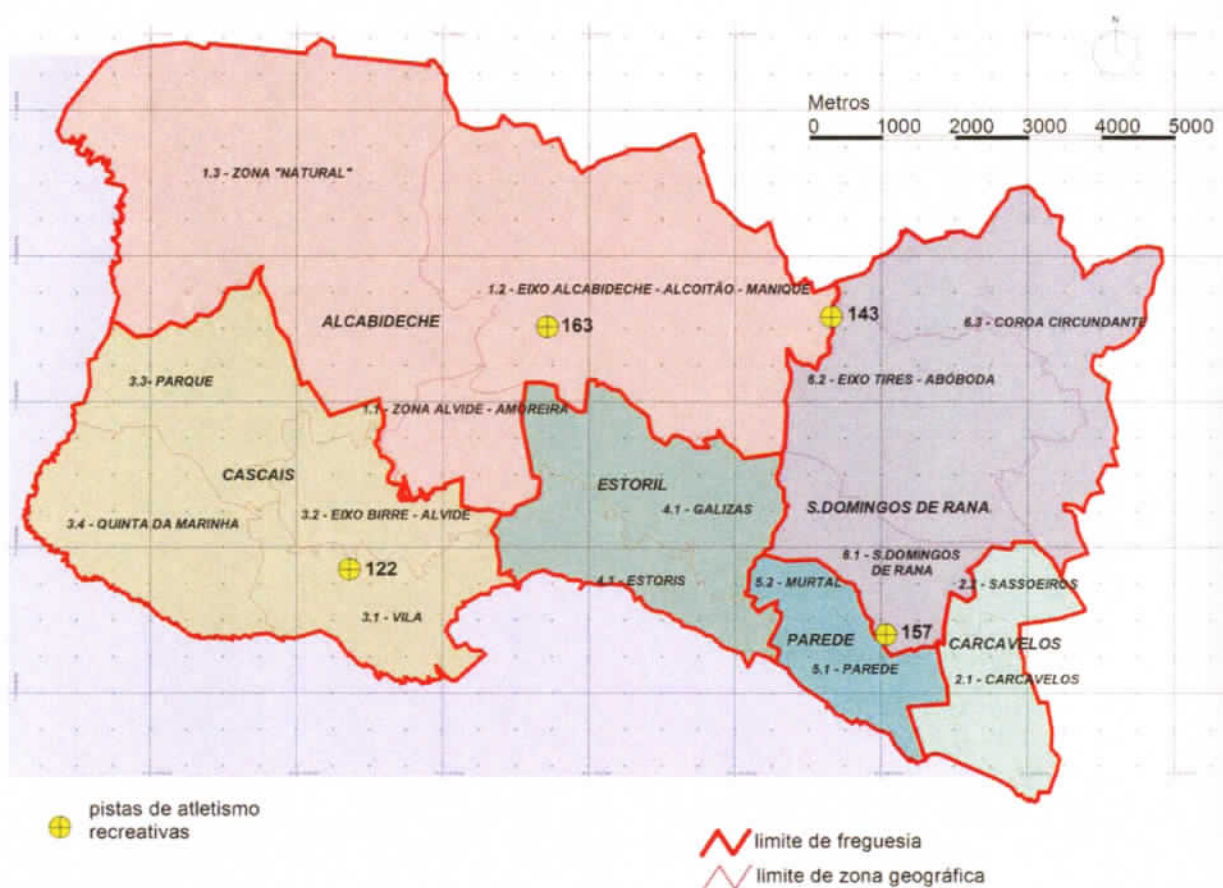 N
Metros
0 1000 2000 3000 4000 5000
1.3 - ZONA "NATURAL"
1.2 - EIXO ALCABIDECHE - ALCOITÃO - MANIQUE
ALCABIDECHE
163
143
6.3 - COROA CIRCUNDANTE
3.3- PARQUE
6.2 - EIXO TIRES - ABÓBODA
1.1 - ZONA ALVIDE - AMOREIRA
CASCAIS
ESTORIL
4.1 - GALIZAS
S.DOMINGOS DE RANA
3.4 - QUINTA DA MARINHA
3.2 - EIXO BIRRE - ALVIDE
6.1 - S.DOMINGOS
DE RANA
122
4.1 - ESTORIS
5.2 - MURTAL
2.2 - SASSOEIROS
3.1 - VILA
157
PAREDE
CARCAVELOS
5.1 - PAREDE
2.1 - CARCAVELOS
pistas de atletismo
recreativas
limite de freguesia
limite de zona geográfica